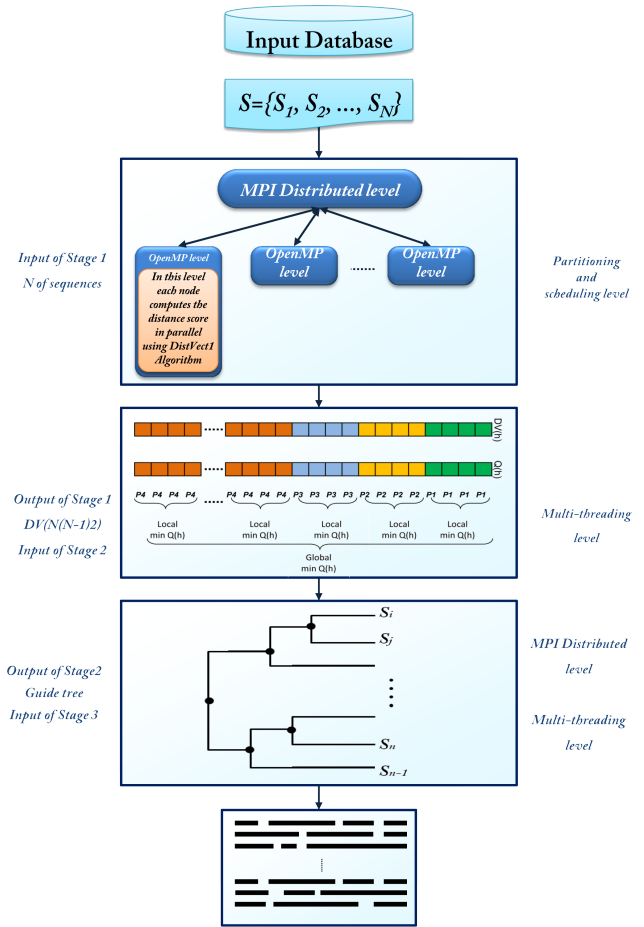 Input Database
S={S1, S2, ..., SN}
MPI Distributed level
Input of Stage 1
N of sequences
OpenMP level
In this level
each node
computes the
distance score
in parallel
using DistVect1
Algorithm
OpenMP
level
......
OpenMP
level
Partitioning
and
scheduling level
Output of Stage 1
DV(N(N-1)2)
Input of Stage 2
..... DV(h)
..... Q(h)
P4 P4 P4 P4 ..... P4 P4 P4 P4 P3 P3 P3 P3 P2 P2 P2 P2 P1 P1 P1 P1
Local
min Q(h)
Local
min Q(h)
Local
min Q(h)
Local
min Q(h)
Local
min Q(h)
Global
min Q(h)
Multi-threading
level
Output of Stage2
Guide tree
Input of Stage 3
Si
Sj
Sn
Sn-1
MPI Distributed
level
Multi-threading
level